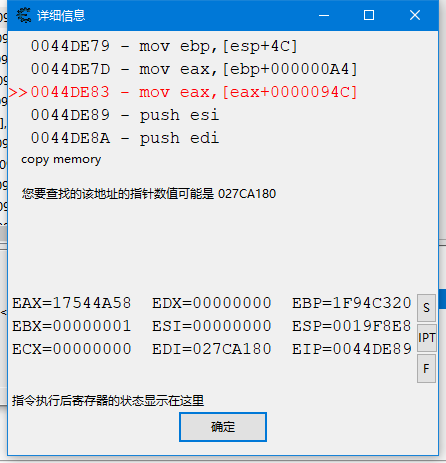 详细信息
0044DE79 - mov ebp,[esp+4C]
0044DE7D - mov eax,[ebp+000000A4]
>>0044DE83 - mov eax,[eax+0000094C]
0044DE89 - push esi
0044DE8A - push edi
copy memory
您要查找的该地址的指针数值可能是 027CA180
EAX=17544A58 EDX=00000000 EBP=1F94C320
S
EBX=00000001 ESI=00000000 ESP=0019F8E8
IPT
ECX=00000000 EDI=027CA180 EIP=0044DE89
F
指令执行后寄存器的状态显示在这里
确定